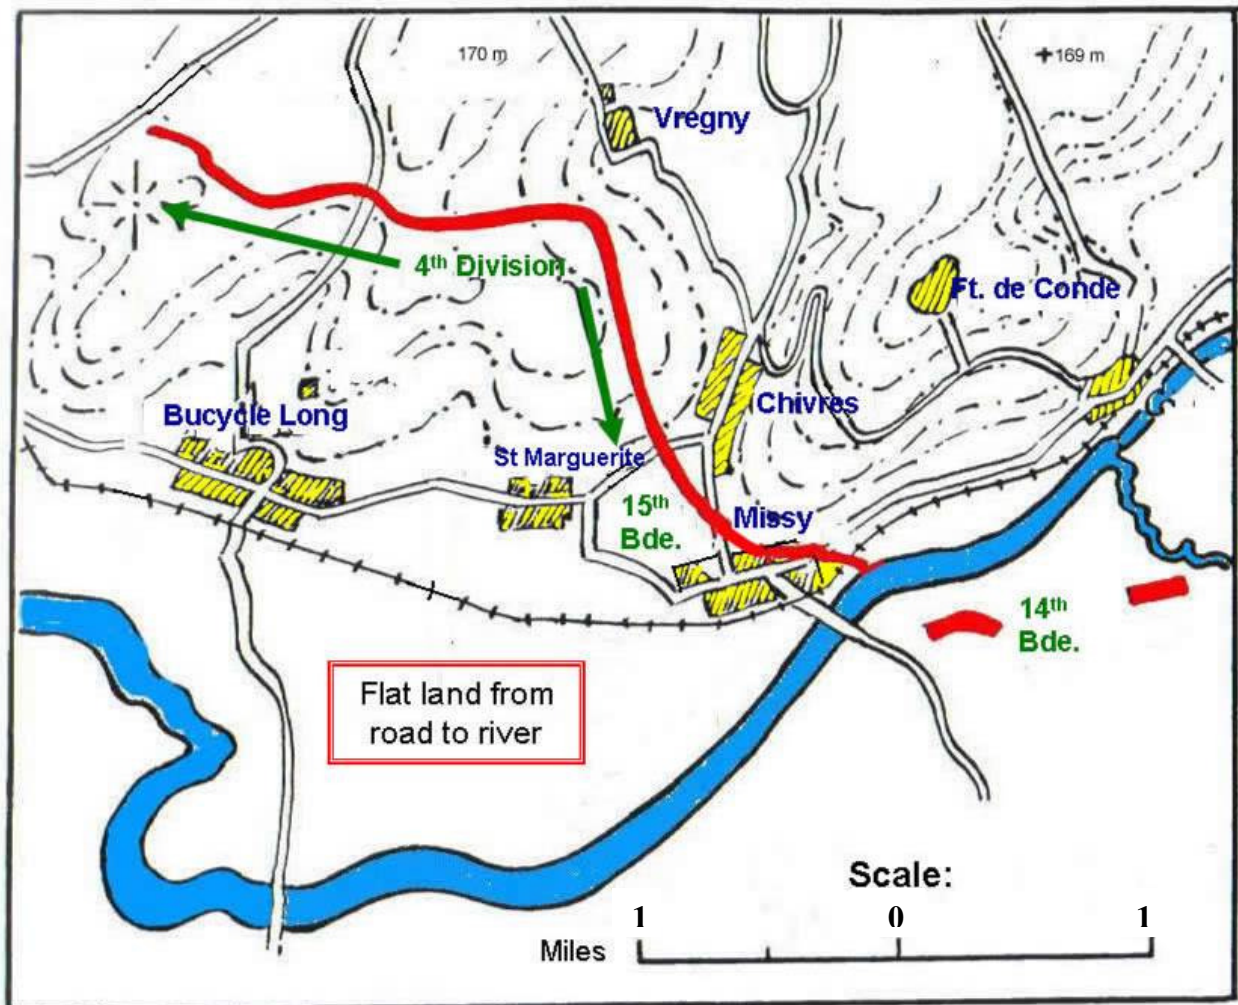 170 m
169 m
Vregny
4th Division
Ft. de Conde
Bucycle Long
Chivres
St Marguerite
15th
Bde.
Missy
14th
Bde.
Flat land from
road to river
Scale:
1 0 1
Miles